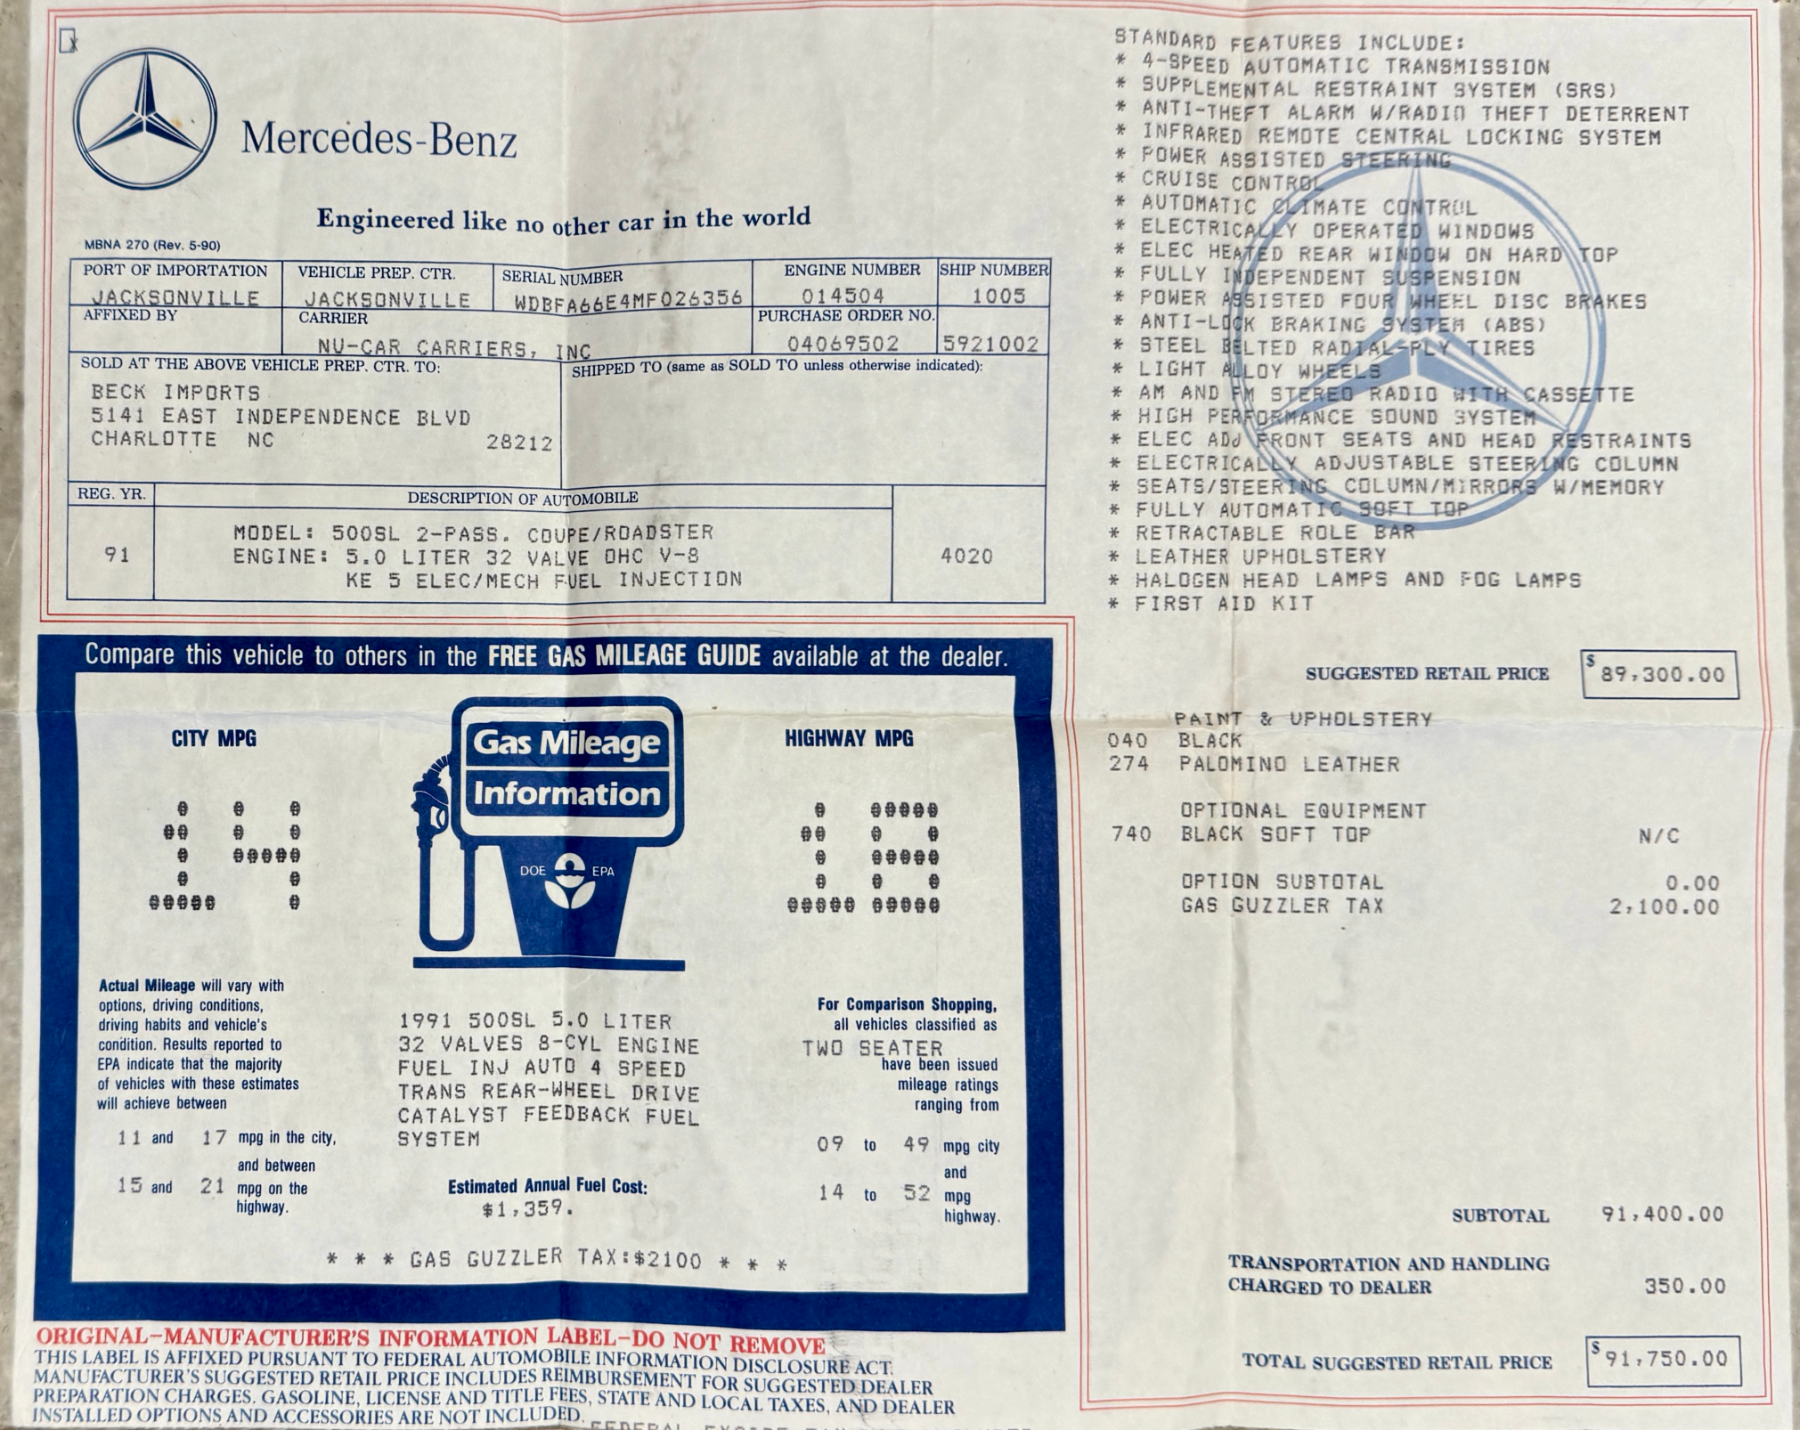 Mercedes-Benz
Engineered like no other car in the world
MBNA 270 (Rev. 5-90)
PORT OF IMPORTATION VEHICLE PREP. CTR. SERIAL NUMBER ENGINE NUMBER SHIP NUMBER
JACKSONVILLE JACKSONVILLE WDBFA66E4MF026356 014504 1005
AFFIXED BY CARRIER PURCHASE ORDER NO.
NU-CAR CARRIERS, INC 04069502 5921002
SOLD AT THE ABOVE VEHICLE PREP. CTR. TO: SHIPPED TO (same as SOLD TO unless otherwise indicated):
BECK IMPORTS
5141 EAST INDEPENDENCE BLVD
CHARLOTTE NC 28212
REG. YR. DESCRIPTION OF AUTOMOBILE
MODEL: 500SL 2-PASS. COUPE/ROADSTER
91 ENGINE: 5.0 LITER 32 VALVE OHC V-8 4020
KE 5 ELEC/MECH FUEL INJECTION
Compare this vehicle to others in the FREE GAS MILEAGE GUIDE available at the dealer.
CITY MPG
14
Gas Mileage
Information
DOE EPA
HIGHWAY MPG
18
Actual Mileage will vary with
options, driving conditions,
driving habits and vehicle's
condition. Results reported to
EPA indicate that the majority
of vehicles with these estimates
will achieve between
11 and 17 mpg in the city,
and between
15 and 21 mpg on the
highway.
1991 500SL 5.0 LITER
32 VALVES 8-CYL ENGINE
FUEL INJ AUTO 4 SPEED
TRANS REAR-WHEEL DRIVE
CATALYST FEEDBACK FUEL
SYSTEM
Estimated Annual Fuel Cost:
$1,359.
For Comparison Shopping,
all vehicles classified as
TWO SEATER
have been issued
mileage ratings
ranging from
09 to 49 mpg city
and
14 to 52 mpg
highway.
* * * GAS GUZZLER TAX:$2100 * * *
ORIGINAL-MANUFACTURER'S INFORMATION LABEL-DO NOT REMOVE
THIS LABEL IS AFFIXED PURSUANT TO FEDERAL AUTOMOBILE INFORMATION DISCLOSURE ACT.
MANUFACTURER'S SUGGESTED RETAIL PRICE INCLUDES REIMBURSEMENT FOR SUGGESTED DEALER
PREPARATION CHARGES. GASOLINE, LICENSE AND TITLE FEES, STATE AND LOCAL TAXES, AND DEALER
INSTALLED OPTIONS AND ACCESSORIES ARE NOT INCLUDED.
STANDARD FEATURES INCLUDE:
* 4-SPEED AUTOMATIC TRANSMISSION
* SUPPLEMENTAL RESTRAINT SYSTEM (SRS)
* ANTI-THEFT ALARM W/RADIO THEFT DETERRENT
* INFRARED REMOTE CENTRAL LOCKING SYSTEM
* POWER ASSISTED STEERING
* CRUISE CONTROL
* AUTOMATIC CLIMATE CONTROL
* ELECTRICALLY OPERATED WINDOWS
* ELEC HEATED REAR WINDOW ON HARD TOP
* FULLY INDEPENDENT SUSPENSION
* POWER ASSISTED FOUR WHEEL DISC BRAKES
* ANTI-LOCK BRAKING SYSTEM (ABS)
* STEEL BELTED RADIAL-PLY TIRES
* LIGHT ALLOY WHEELS
* AM AND FM STEREO RADIO WITH CASSETTE
* HIGH PERFORMANCE SOUND SYSTEM
* ELEC ADJ FRONT SEATS AND HEAD RESTRAINTS
* ELECTRICALLY ADJUSTABLE STEERING COLUMN
* SEATS/STEERING COLUMN/MIRRORS W/MEMORY
* FULLY AUTOMATIC SOFT TOP
* RETRACTABLE ROLE BAR
* LEATHER UPHOLSTERY
* HALOGEN HEAD LAMPS AND FOG LAMPS
* FIRST AID KIT
SUGGESTED RETAIL PRICE $ 89,300.00
PAINT & UPHOLSTERY
040 BLACK
274 PALOMINO LEATHER
OPTIONAL EQUIPMENT
740 BLACK SOFT TOP N/C
OPTION SUBTOTAL 0.00
GAS GUZZLER TAX 2,100.00
SUBTOTAL 91,400.00
TRANSPORTATION AND HANDLING
CHARGED TO DEALER 350.00
TOTAL SUGGESTED RETAIL PRICE $ 91,750.00